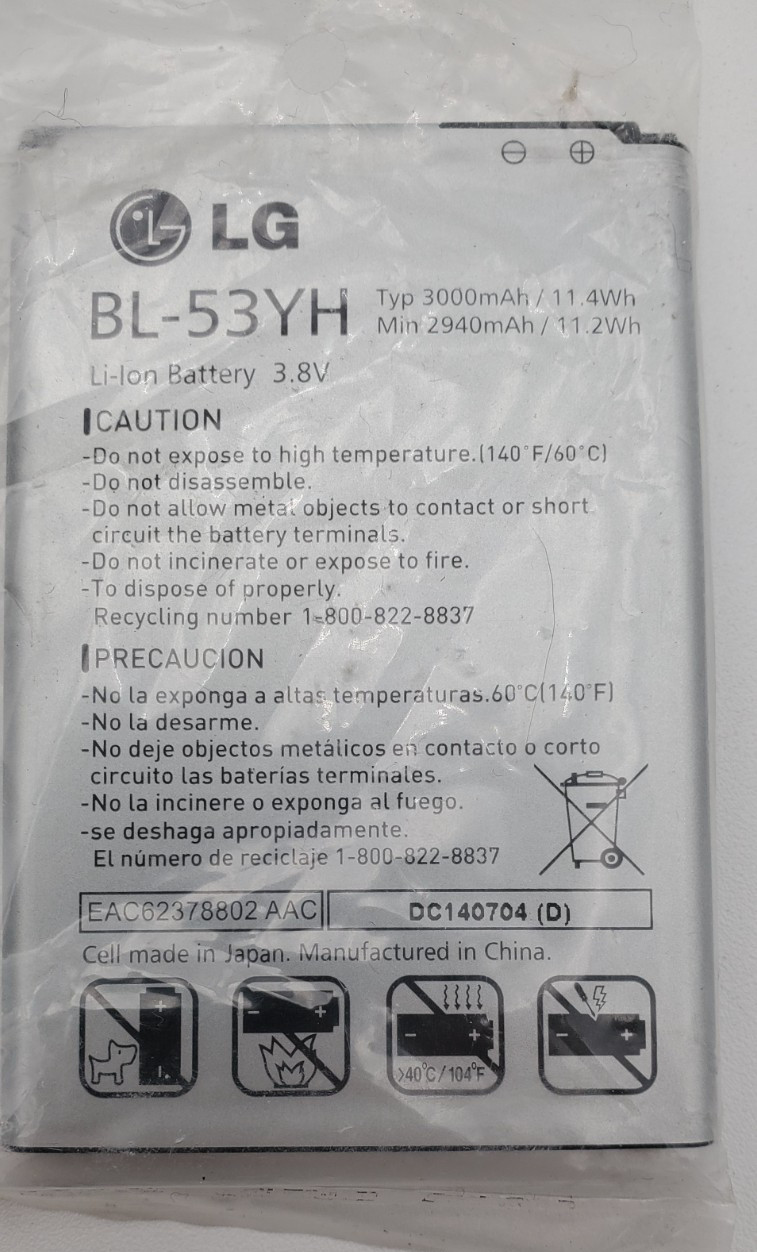 LG
BL-53YH
Typ 3000mAh / 11.4Wh
Min 2940mAh / 11.2Wh
Li-Ion Battery 3.8V
CAUTION
-Do not expose to high temperature.(140°F/60°C)
-Do not disassemble.
-Do not allow metal objects to contact or short
circuit the battery terminals.
-Do not incinerate or expose to fire.
-To dispose of properly.
Recycling number 1-800-822-8837
PRECAUCION
-No la exponga a altas temperaturas.60°C(140°F)
-No la desarme.
-No deje objectos metálicos en contacto o corto
circuito las baterías terminales.
-No la incinere o exponga al fuego.
-se deshaga apropiadamente.
El número de reciclaje 1-800-822-8837
EAC62378802 AAC
DC140704 (D)
Cell made in Japan. Manufactured in China.
>40°C/104°F